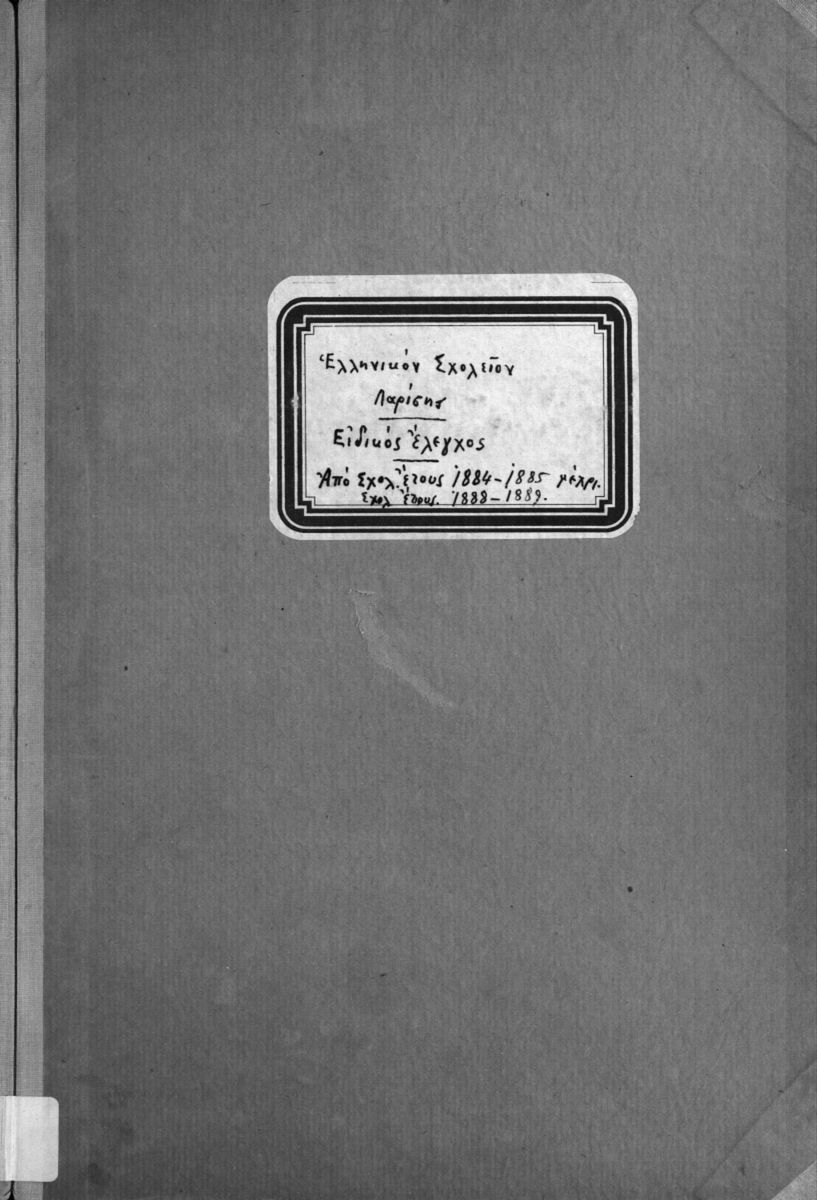 Ἑλληνικόν Σχολεῖον
Λαρίσης
Εἰδικός Ἔλεγχος
Ἀπό Σχολ. Ἔτους 1884-1885 μέχρι.
Σχολ Ἔτους. 1888-1889.